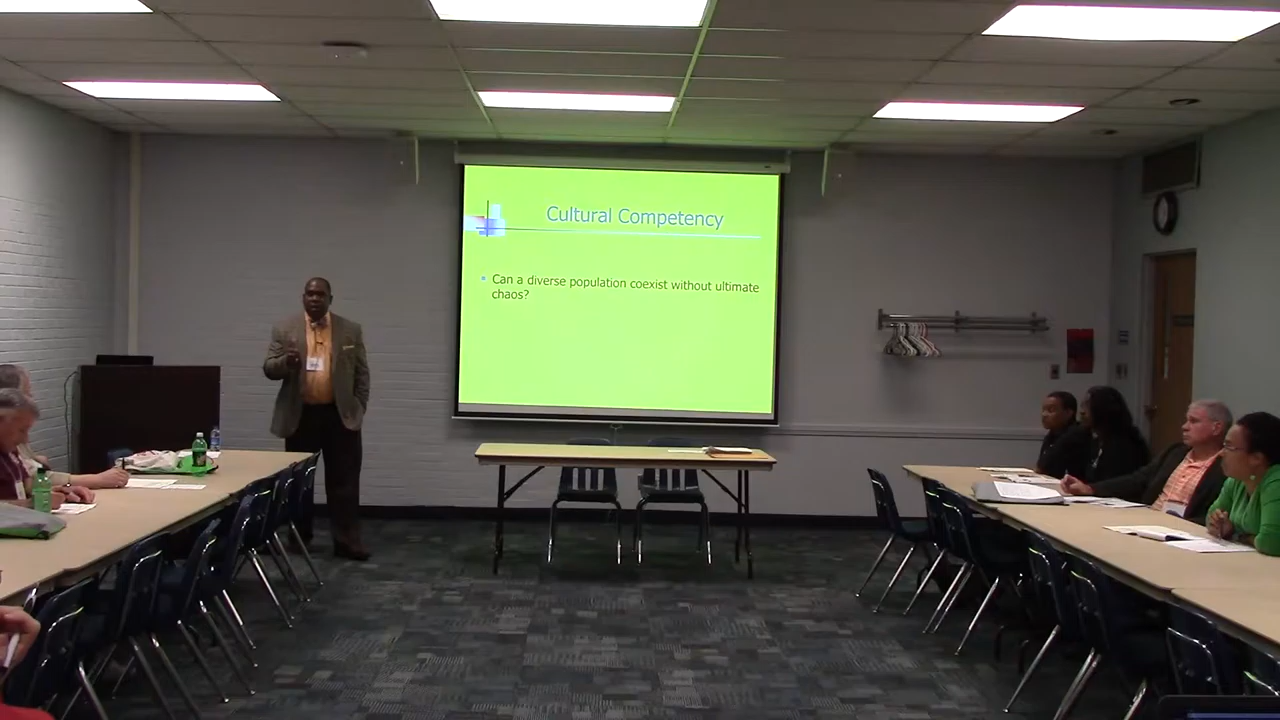 Cultural Competency
Can a diverse population coexist without ultimate
chaos?